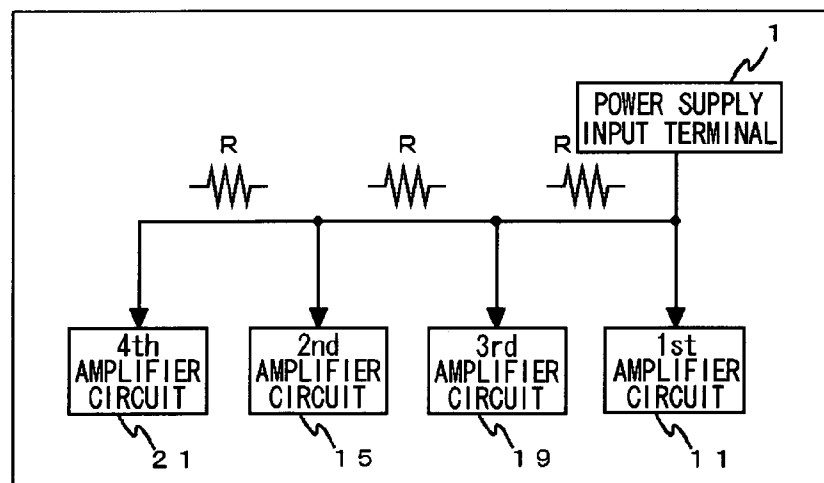 1
POWER SUPPLY
INPUT TERMINAL
R R R
4th
AMPLIFIER
CIRCUIT
2nd
AMPLIFIER
CIRCUIT
3rd
AMPLIFIER
CIRCUIT
1st
AMPLIFIER
CIRCUIT
21 15 19 11